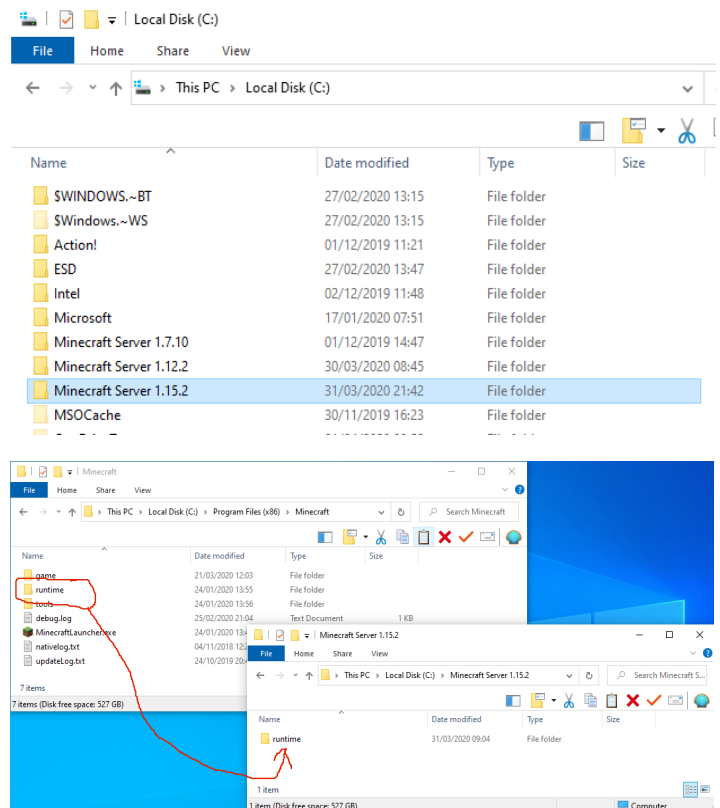 Local Disk (C:)
File Home Share View
This PC > Local Disk (C:)
Name Date modified Type Size
$WINDOWS.~BT 27/02/2020 13:15 File folder
$Windows.~WS 27/02/2020 13:15 File folder
Action! 01/12/2019 11:21 File folder
ESD 27/02/2020 13:47 File folder
Intel 02/12/2019 11:48 File folder
Microsoft 17/01/2020 07:51 File folder
Minecraft Server 1.7.10 01/12/2019 14:47 File folder
Minecraft Server 1.12.2 30/03/2020 08:45 File folder
Minecraft Server 1.15.2 31/03/2020 21:42 File folder
MSOCache 30/11/2019 16:23 File folder
Minecraft
File Home Share View
This PC > Local Disk (C:) > Program Files (x86) > Minecraft Search Minecraft
Name Date modified Type Size
game 21/03/2020 12:03 File folder
runtime 24/01/2020 13:55 File folder
tools 24/01/2020 13:56 File folder
debug.log 25/02/2020 21:04 Text Document 1 KB
MinecraftLauncher.exe 24/01/2020
nativelog.txt 04/11/2018
updateLog.txt 24/10/2019
7 items
7 items (Disk free space: 527 GB)
Minecraft Server 1.15.2
File Home Share View
This PC > Local Disk (C:) > Minecraft Server 1.15.2 Search Minecraft S...
Name Date modified Type Size
runtime 31/03/2020 09:04 File folder
1 item
1 item (Disk free space: 527 GB) Computer